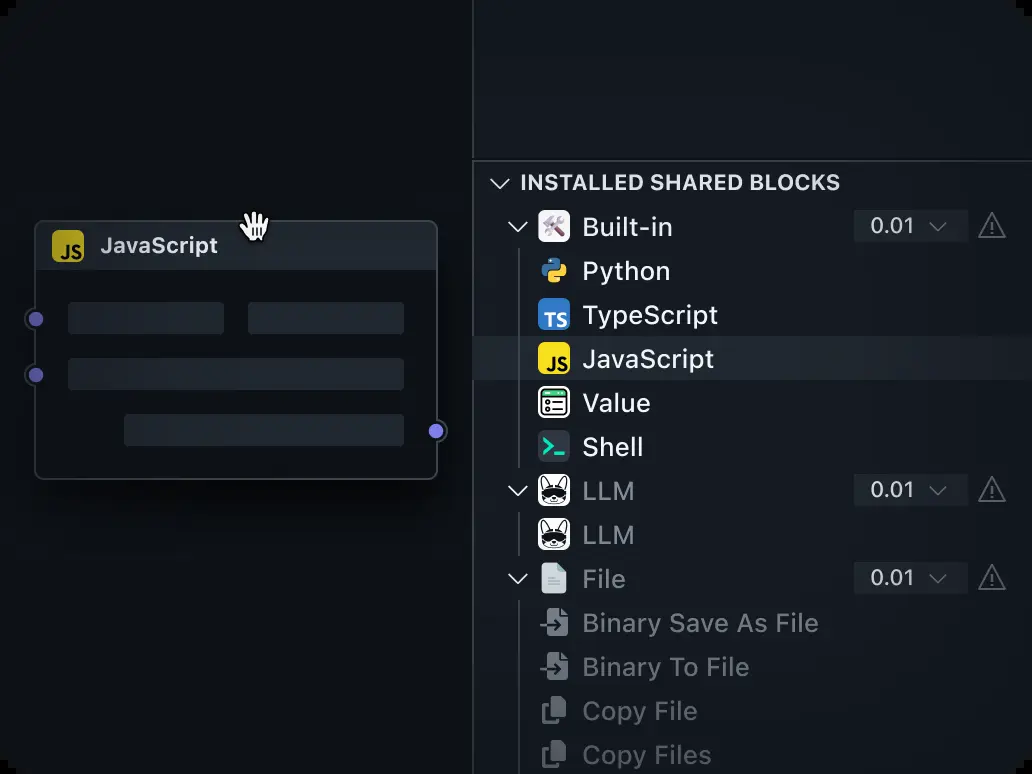 JS JavaScript
INSTALLED SHARED BLOCKS
Built-in 0.01
Python
TS TypeScript
JS JavaScript
Value
Shell
LLM 0.01
LLM
File 0.01
Binary Save As File
Binary To File
Copy File
Copy Files